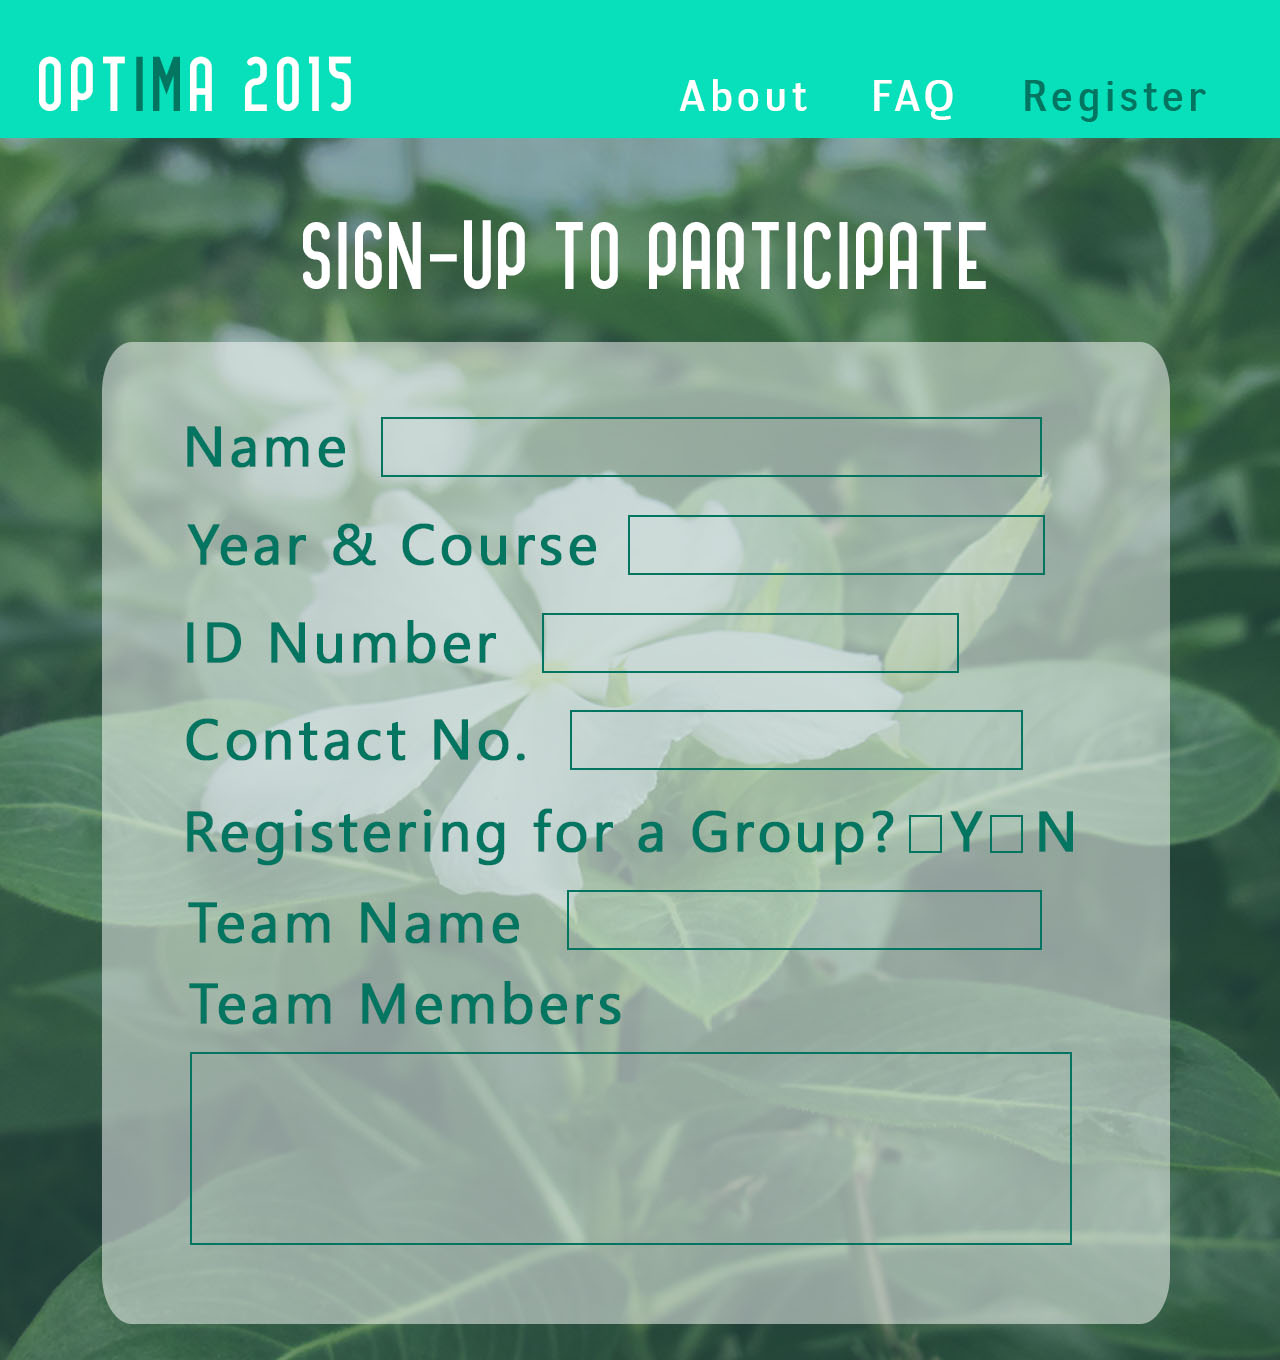 OPTIMA 2015
About FAQ Register
SIGN-UP TO PARTICIPATE
Name
Year & Course
ID Number
Contact No.
Registering for a Group? Y N
Team Name
Team Members